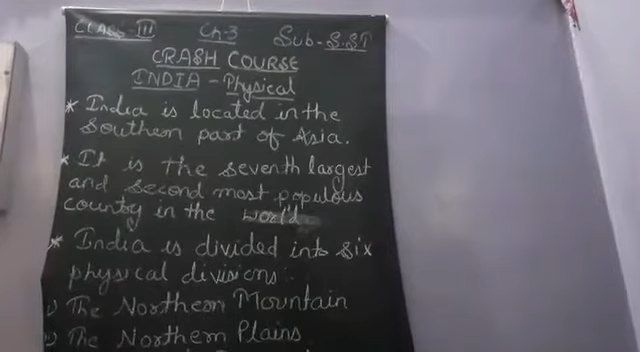 CLASS III Ch-3 Sub-S.ST
CRASH COURSE
INDIA - Physical
* India is located in the
Southern part of Asia.
* It is the seventh largest
and second most populous
country in the world
* India is divided into six
physical divisions:
i) The Northern Mountain
ii) The Northern Plains